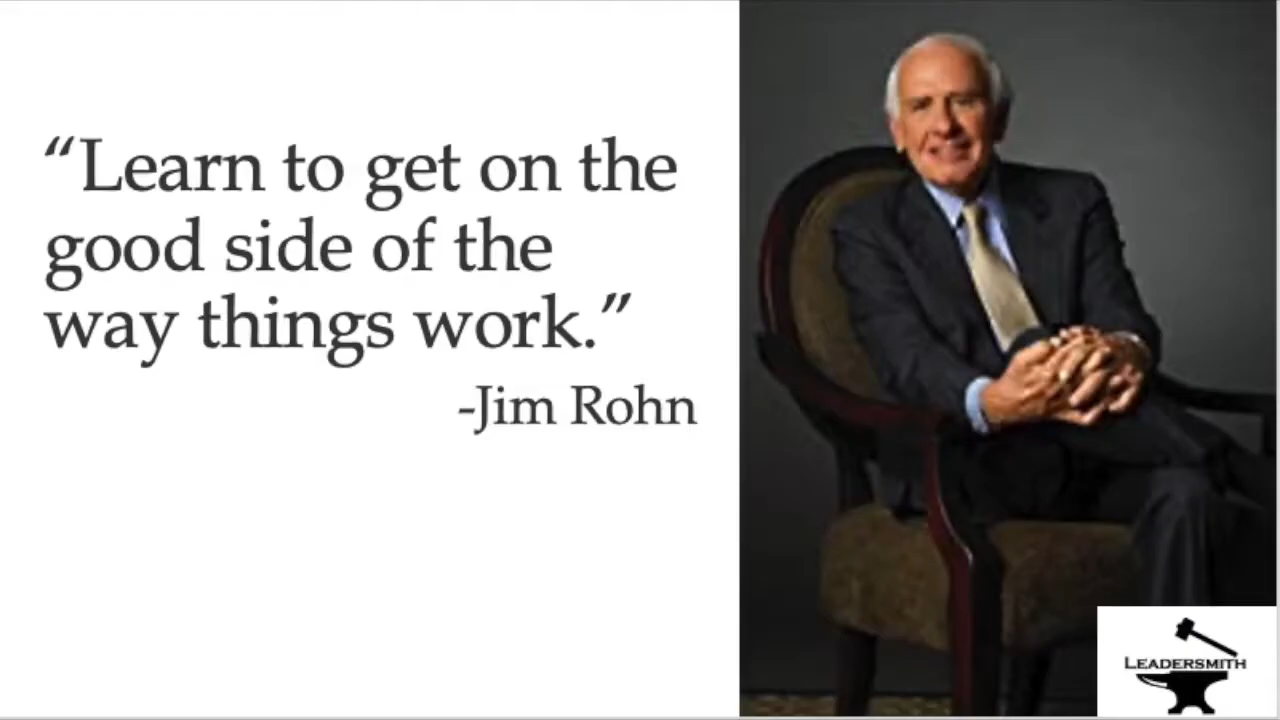 “Learn to get on the
good side of the
way things work.”
-Jim Rohn
LEADERSMITH